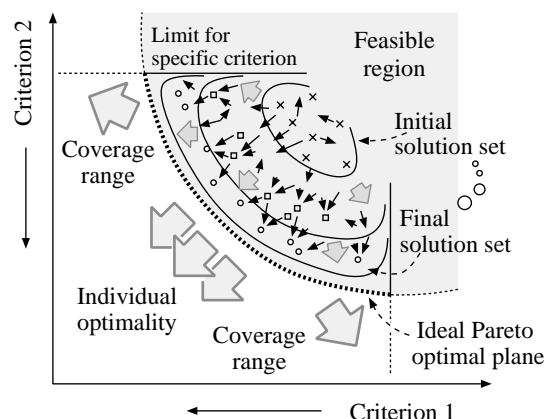 Criterion 2
Limit for
specific criterion
Feasible
region
Initial
solution set
Coverage
range
Final
solution set
Individual
optimality
Coverage
range
Ideal Pareto
optimal plane
Criterion 1